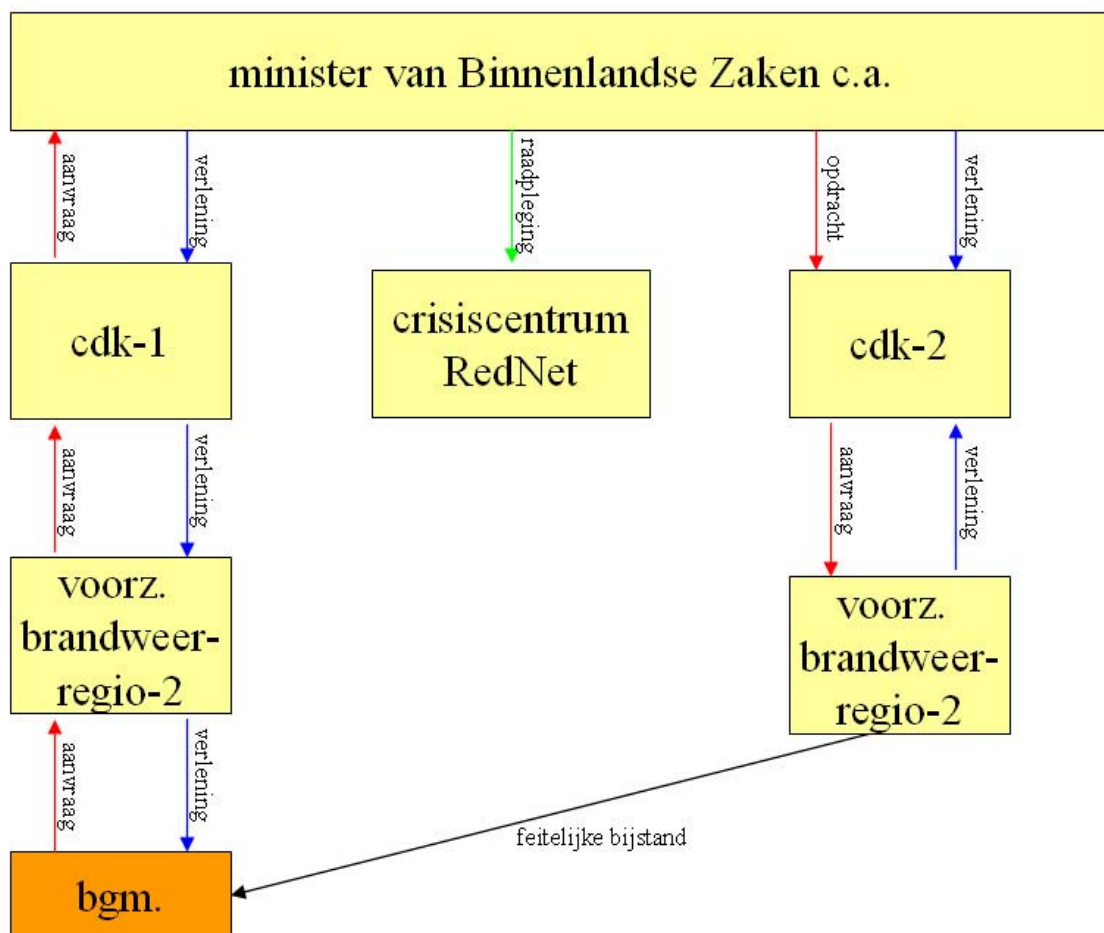 minister van Binnenlandse Zaken c.a.
aanvraag
verlening
raadpleging
opdracht
verlening
cdk-1
crisiscentrum
RedNet
cdk-2
aanvraag
verlening
aanvraag
verlening
voorz.
brandweer-
regio-2
voorz.
brandweer-
regio-2
aanvraag
verlening
feitelijke bijstand
bgm.